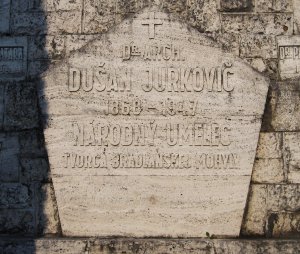 Dr ARCH.
DUŠAN JURKOVIČ
1868 - 1947
NÁRODNÝ UMELEC
TVORCA BRADLANSKEJ MOHYLY